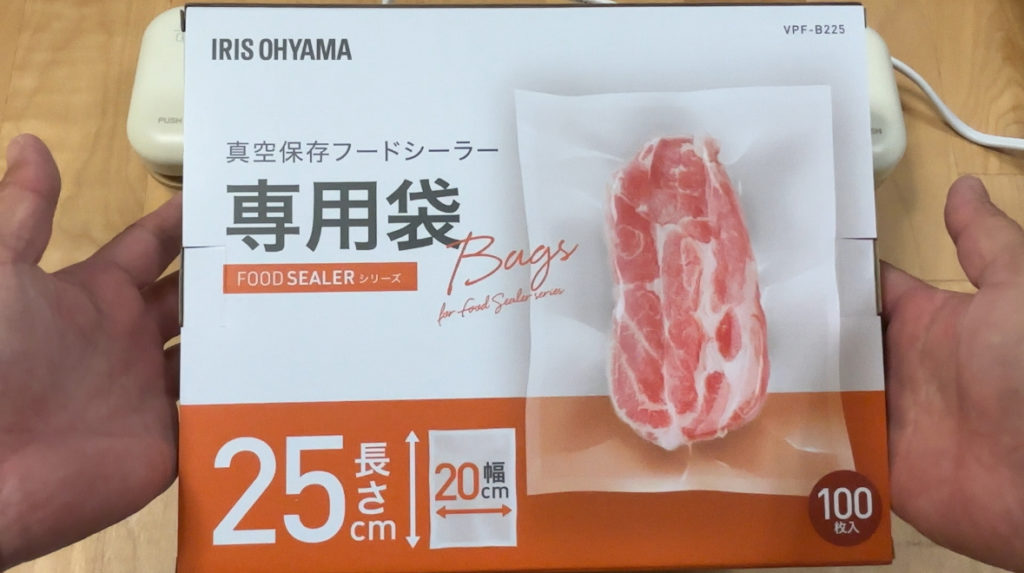 IRIS OHYAMA
VPF-B225
PUSH
真空保存フードシーラー
専用袋
Bags
for Food Sealer series
FOOD SEALER シリーズ
25
長さ
cm
20
幅
cm
100
枚入